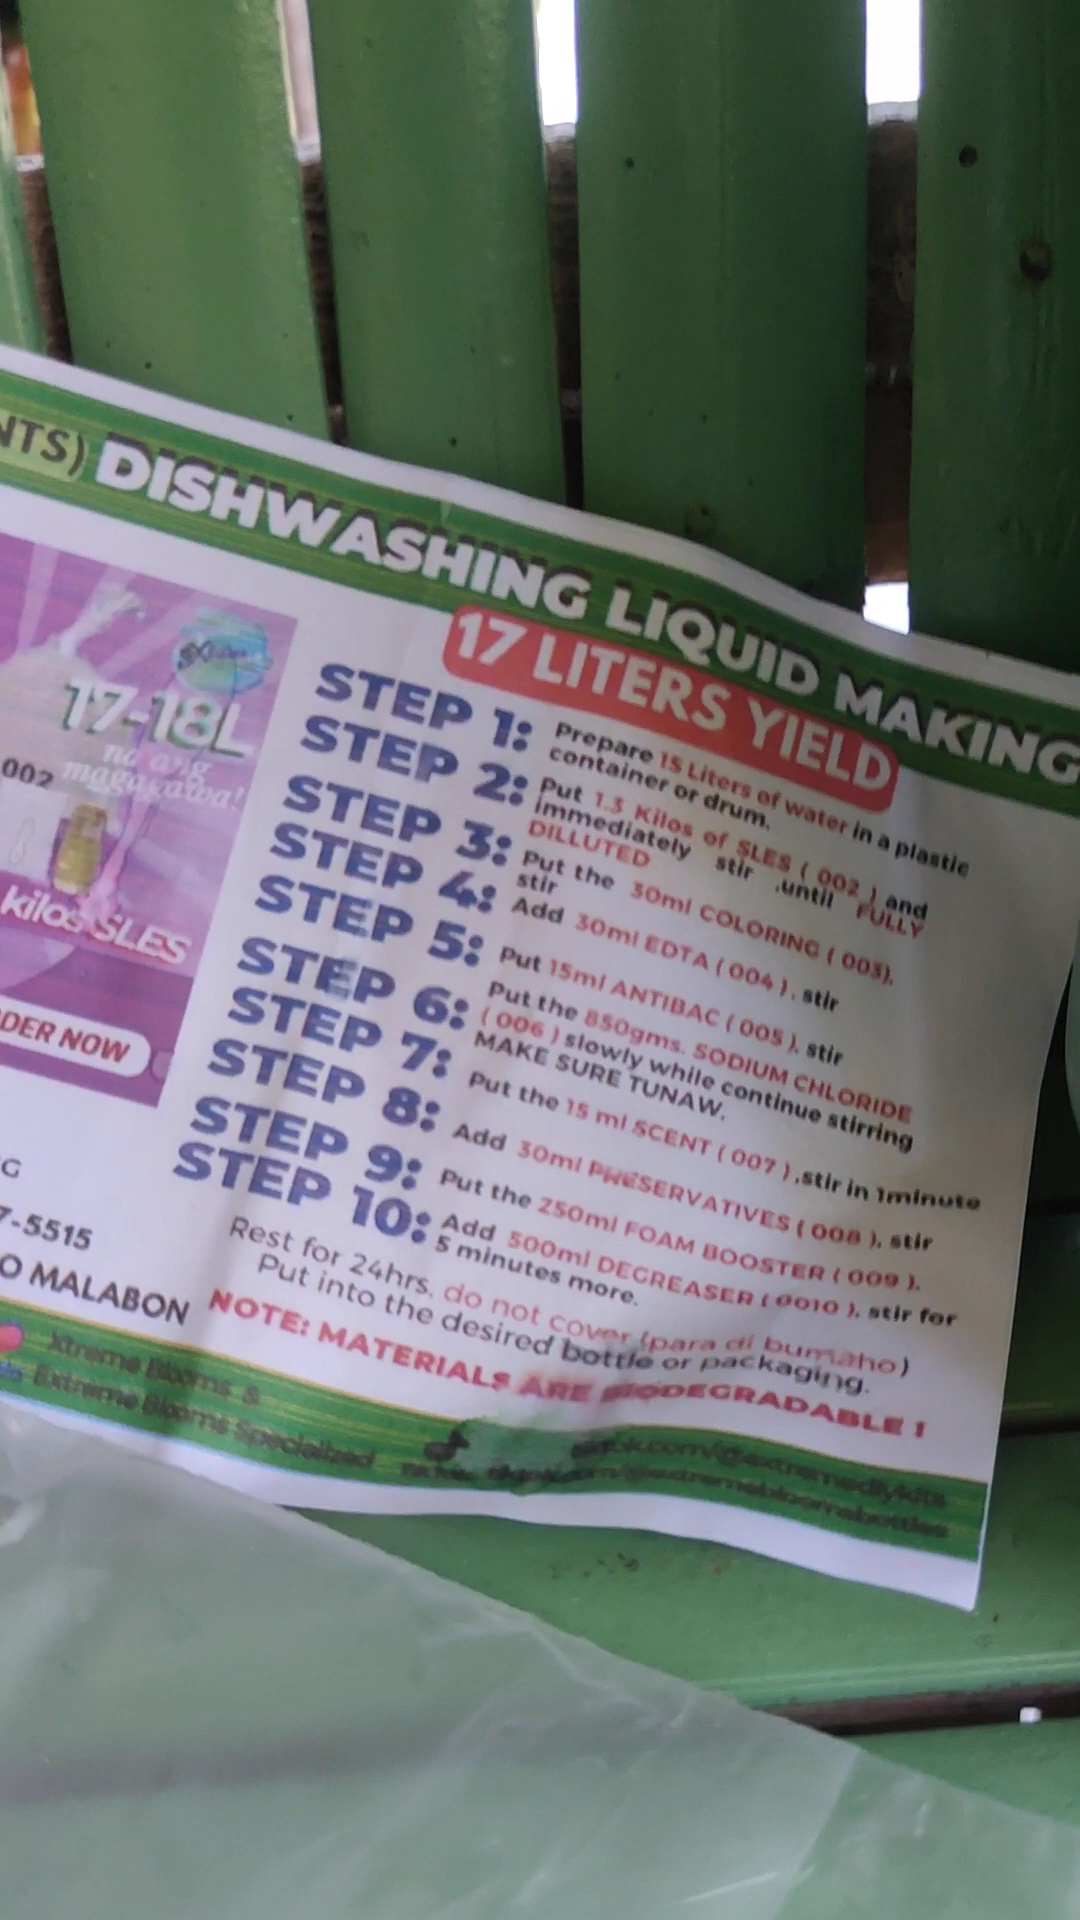 NTS) DISHWASHING LIQUID MAKING
17 LITERS YIELD
17-18L
na ang
magagawa!
002
kilos SLES
DER NOW
G
7-5515
O MALABON
STEP 1: Prepare 15 Liters of water in a plastic
container or drum.
STEP 2: Put 1.3 Kilos of SLES ( 002 ) and
immediately stir .until FULLY
DILLUTED
STEP 3: Put the 30ml COLORING ( 003),
stir
STEP 4: Add 30ml EDTA ( 004 ), stir
STEP 5: Put 15ml ANTIBAC ( 005 ), stir
STEP 6: Put the 850gms. SODIUM CHLORIDE
( 006 ) slowly while continue stirring
MAKE SURE TUNAW.
STEP 7: Put the 15 ml SCENT ( 007 ) ,stir in 1minute
STEP 8: Add 30ml PRESERVATIVES ( 008 ), stir
STEP 9: Put the 250ml FOAM BOOSTER ( 009 ).
STEP 10: Add 500ml DEGREASER ( 0010 ), stir for
5 minutes more.
Rest for 24hrs. do not cover (para di bumaho)
Put into the desired bottle or packaging.
NOTE: MATERIALS ARE BIODEGRADABLE !
Xtreme Blooms &
Extreme Blooms Specialized